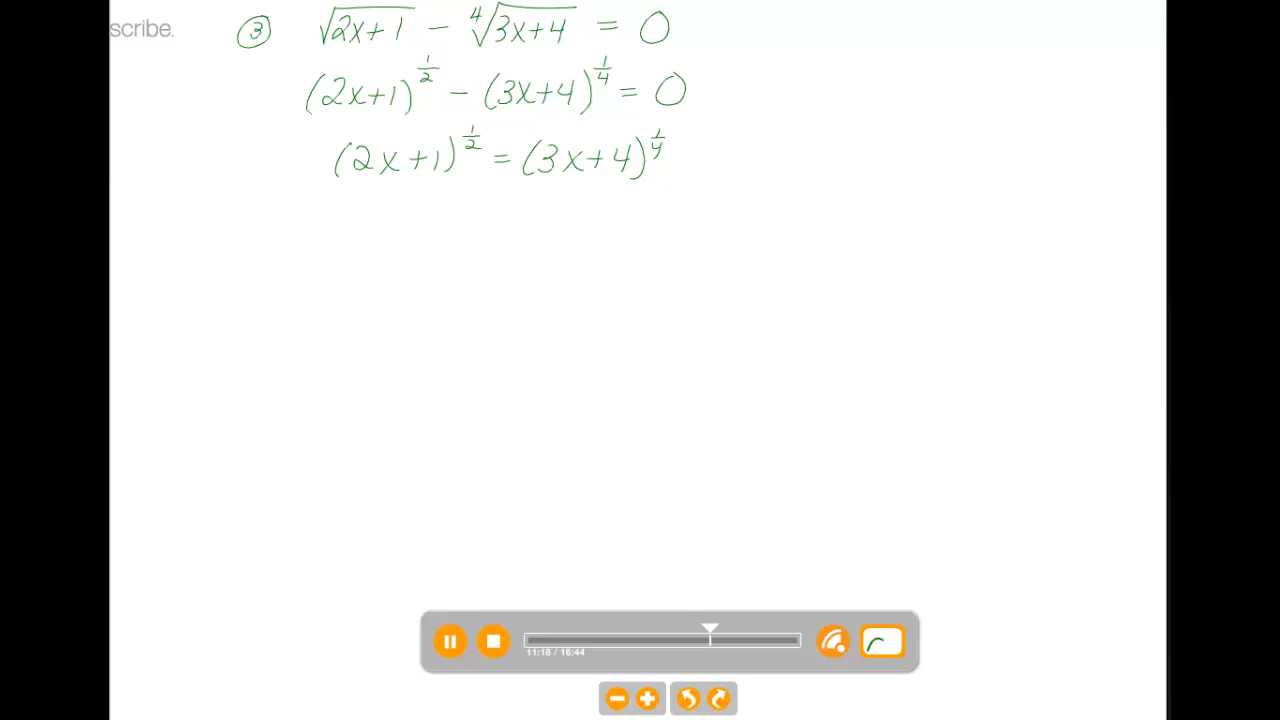 scribe.
③ √(2x+1) − ∜(3x+4) = 0
(2x+1)^(1/2) − (3x+4)^(1/4) = 0
(2x+1)^(1/2) = (3x+4)^(1/4)
11:18 / 16:44